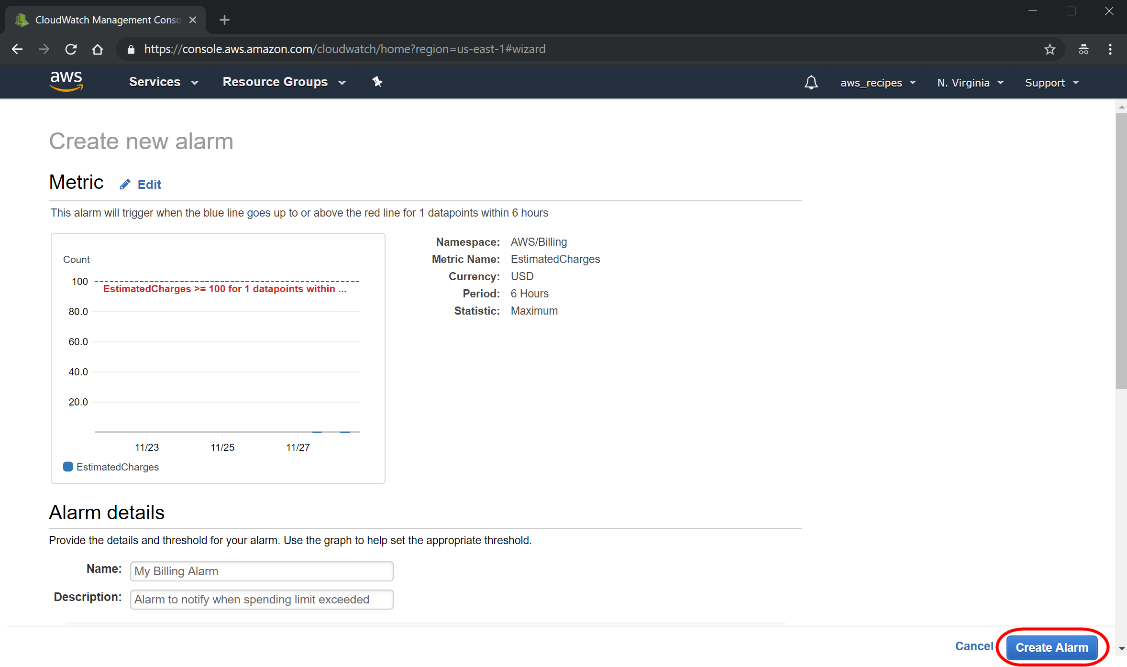 CloudWatch Management Conso
https://console.aws.amazon.com/cloudwatch/home?region=us-east-1#wizard
aws Services Resource Groups aws_recipes N. Virginia Support
Create new alarm
Metric Edit
This alarm will trigger when the blue line goes up to or above the red line for 1 datapoints within 6 hours
Count
100
EstimatedCharges >= 100 for 1 datapoints within ...
80.0
60.0
40.0
20.0
11/23 11/25 11/27
EstimatedCharges
Namespace: AWS/Billing
Metric Name: EstimatedCharges
Currency: USD
Period: 6 Hours
Statistic: Maximum
Alarm details
Provide the details and threshold for your alarm. Use the graph to help set the appropriate threshold.
Name: My Billing Alarm
Description: Alarm to notify when spending limit exceeded
Cancel Create Alarm